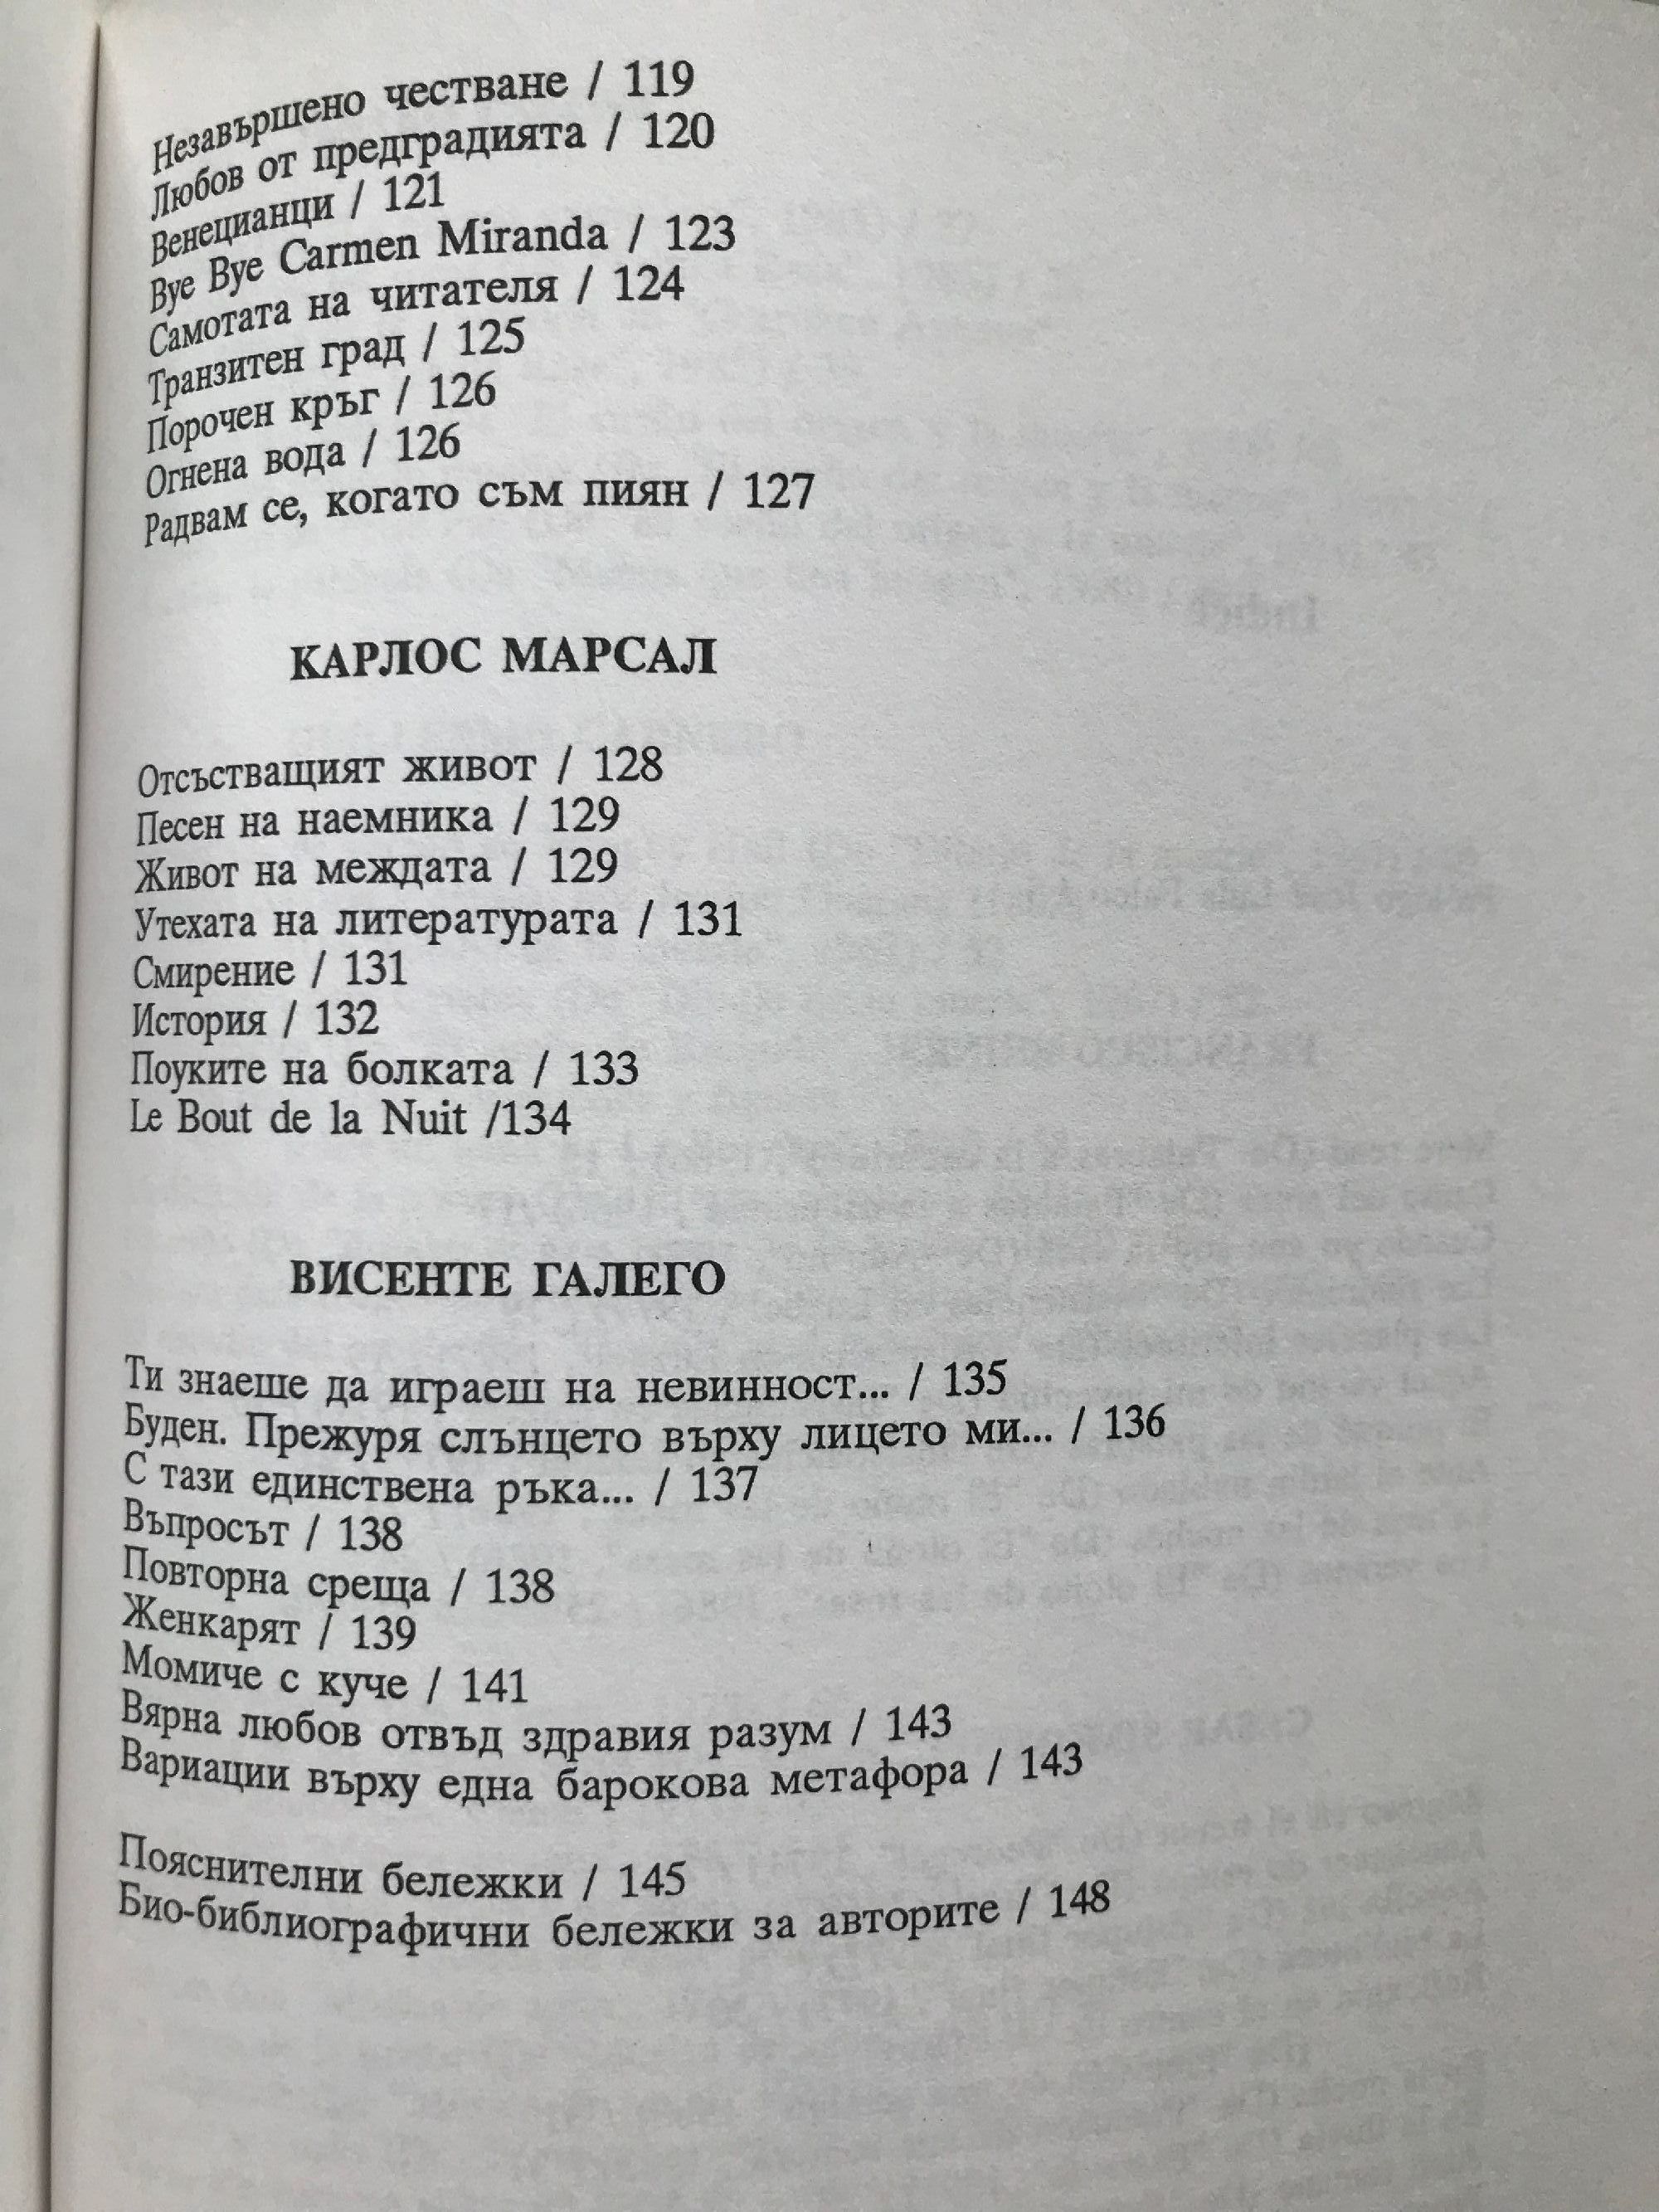 Незавършено честване / 119
Любов от предградията / 120
Венецианци / 121
Bye Bye Carmen Miranda / 123
Самотата на читателя / 124
Транзитен град / 125
Порочен кръг / 126
Огнена вода / 126
Радвам се, когато съм пиян / 127
КАРЛОС МАРСАЛ
Отсъстващият живот / 128
Песен на наемника / 129
Живот на междата / 129
Утехата на литературата / 131
Смирение / 131
История / 132
Поуките на болката / 133
Le Bout de la Nuit /134
ВИСЕНТЕ ГАЛЕГО
Ти знаеше да играеш на невинност... / 135
Буден. Прежуря слънцето върху лицето ми... / 136
С тази единствена ръка... / 137
Въпросът / 138
Повторна среща / 138
Женкарят / 139
Момиче с куче / 141
Вярна любов отвъд здравия разум / 143
Вариации върху една барокова метафора / 143
Пояснителни бележки / 145
Био-библиографични бележки за авторите / 148